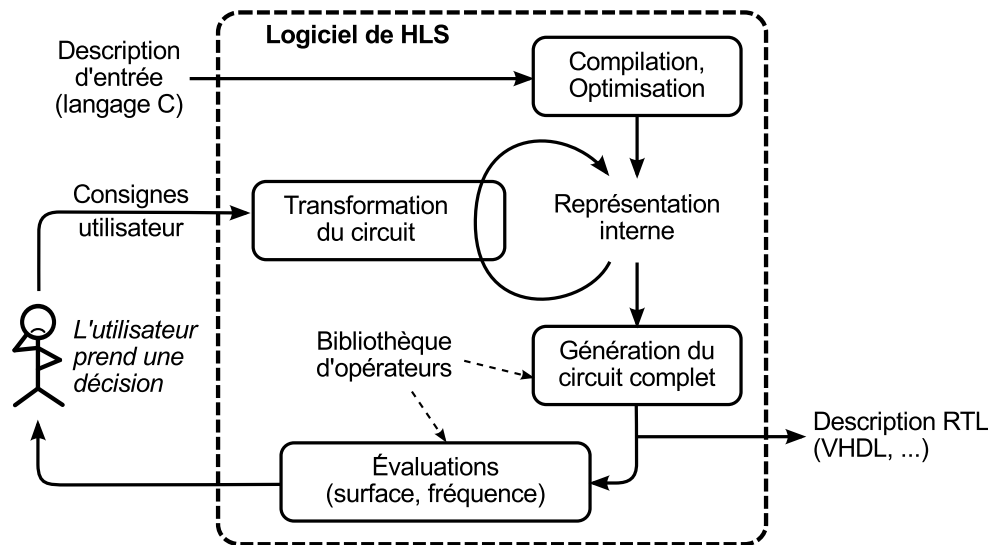 Logiciel de HLS
Description
d'entrée
(langage C)
Compilation,
Optimisation
Consignes
utilisateur
Transformation
du circuit
Représentation
interne
L'utilisateur
prend une
décision
Bibliothèque
d'opérateurs
Génération du
circuit complet
Description RTL
(VHDL, ...)
Évaluations
(surface, fréquence)